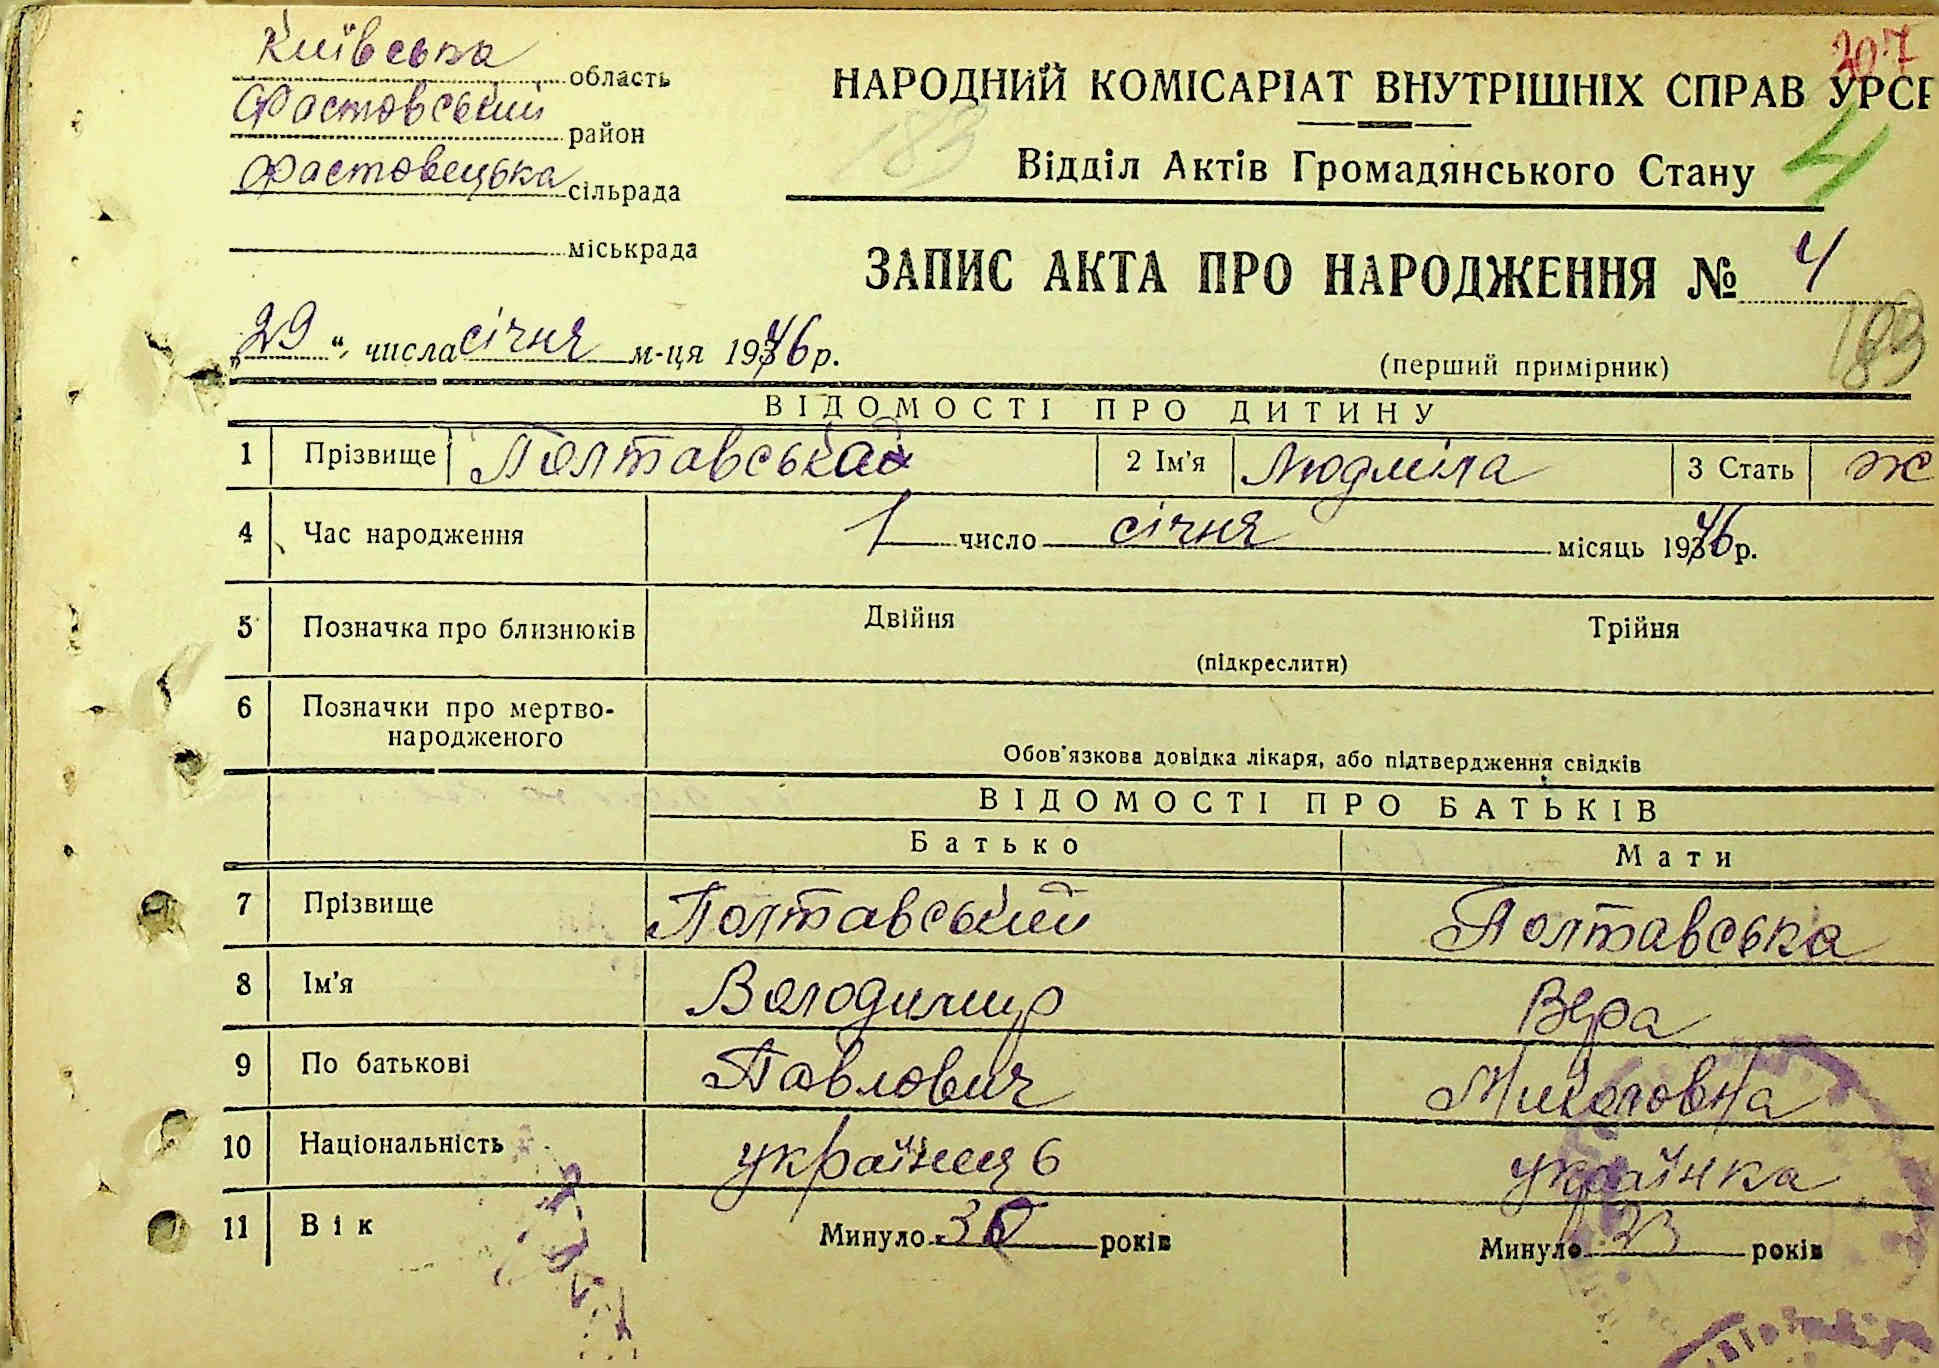 Київська область
Фастовський район
Фастовецька сільрада
міськрада
207
НАРОДНИЙ КОМІСАРІАТ ВНУТРІШНІХ СПРАВ УРСР
183
Відділ Актів Громадянського Стану
4
ЗАПИС АКТА ПРО НАРОДЖЕННЯ № 4
„29“ числа січня м-ця 1946 р.
(перший примірник)
183
ВІДОМОСТІ ПРО ДИТИНУ
1 Прізвище Полтавська 2 Ім'я Людміла 3 Стать ж
4 Час народження 1 число січня місяць 1946 р.
5 Позначка про близнюків Двійня Трійня
(підкреслити)
6 Позначки про мертво-
народженого
Обов'язкова довідка лікаря, або підтвердження свідків
ВІДОМОСТІ ПРО БАТЬКІВ
Батько Мати
7 Прізвище Полтавський Полтавська
8 Ім'я Володимир Вера
9 По батькові Павлович Миколовна
10 Національність українець українка
11 Вік Минуло років Минуло 23 років